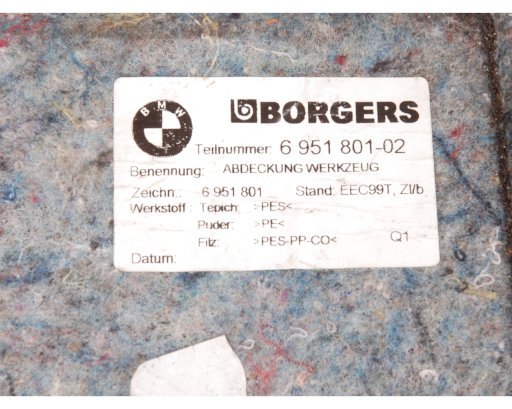 BMW
BORGERS
Teilnummer: 6 951 801-02
Benennung: ABDECKUNG WERKZEUG
Zeichn.: 6 951 801 Stand: EEC99T, ZI/b
Werkstoff: Tepich: >PES<
Puder: >PE<
Filz: >PES-PP-CO< Q1
Datum: